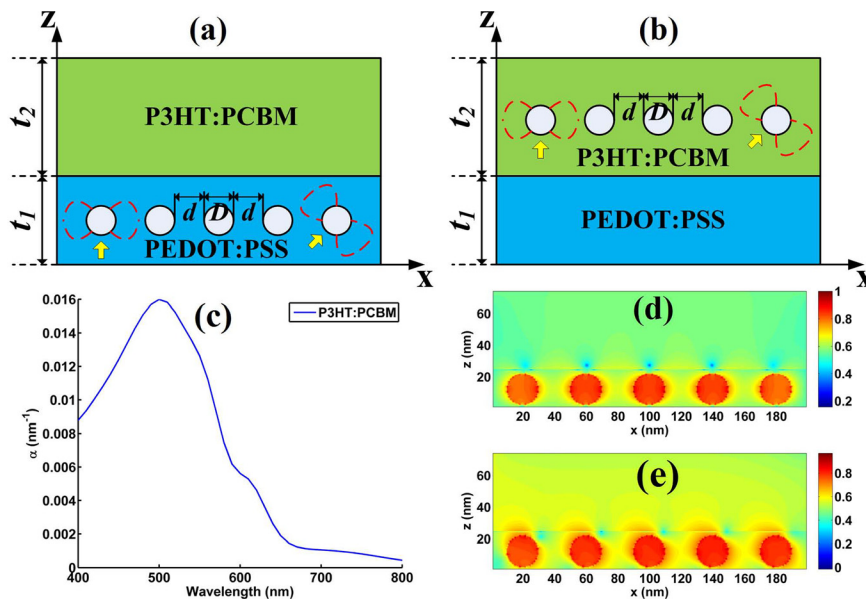 (a)
z
t2
P3HT:PCBM
d D d
t1
PEDOT:PSS
x
(b)
z
t2
d D d
P3HT:PCBM
t1
PEDOT:PSS
x
(c)
P3HT:PCBM
α (nm-1)
0.016
0.014
0.012
0.01
0.008
0.006
0.004
0.002
0
400 500 600 700 800
Wavelength (nm)
(d)
z (nm)
60
40
20
20 40 60 80 100 120 140 160 180
x (nm)
1
0.8
0.6
0.4
0.2
(e)
z (nm)
60
40
20
20 40 60 80 100 120 140 160 180
x (nm)
0.8
0.6
0.4
0.2
0